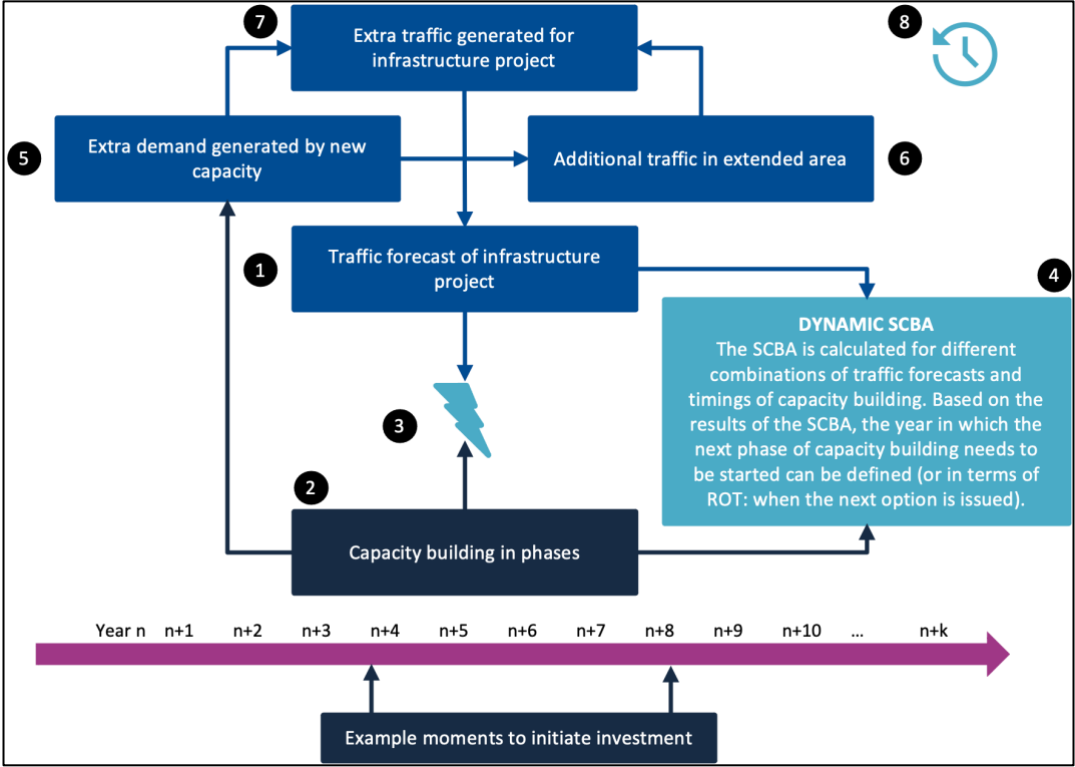 7
Extra traffic generated for
infrastructure project
8
5
Extra demand generated by new
capacity
Additional traffic in extended area
6
1
Traffic forecast of infrastructure
project
4
DYNAMIC SCBA
The SCBA is calculated for different
combinations of traffic forecasts and
timings of capacity building. Based on the
results of the SCBA, the year in which the
next phase of capacity building needs to
be started can be defined (or in terms of
ROT: when the next option is issued).
3
2
Capacity building in phases
Year n n+1 n+2 n+3 n+4 n+5 n+6 n+7 n+8 n+9 n+10 ... n+k
Example moments to initiate investment